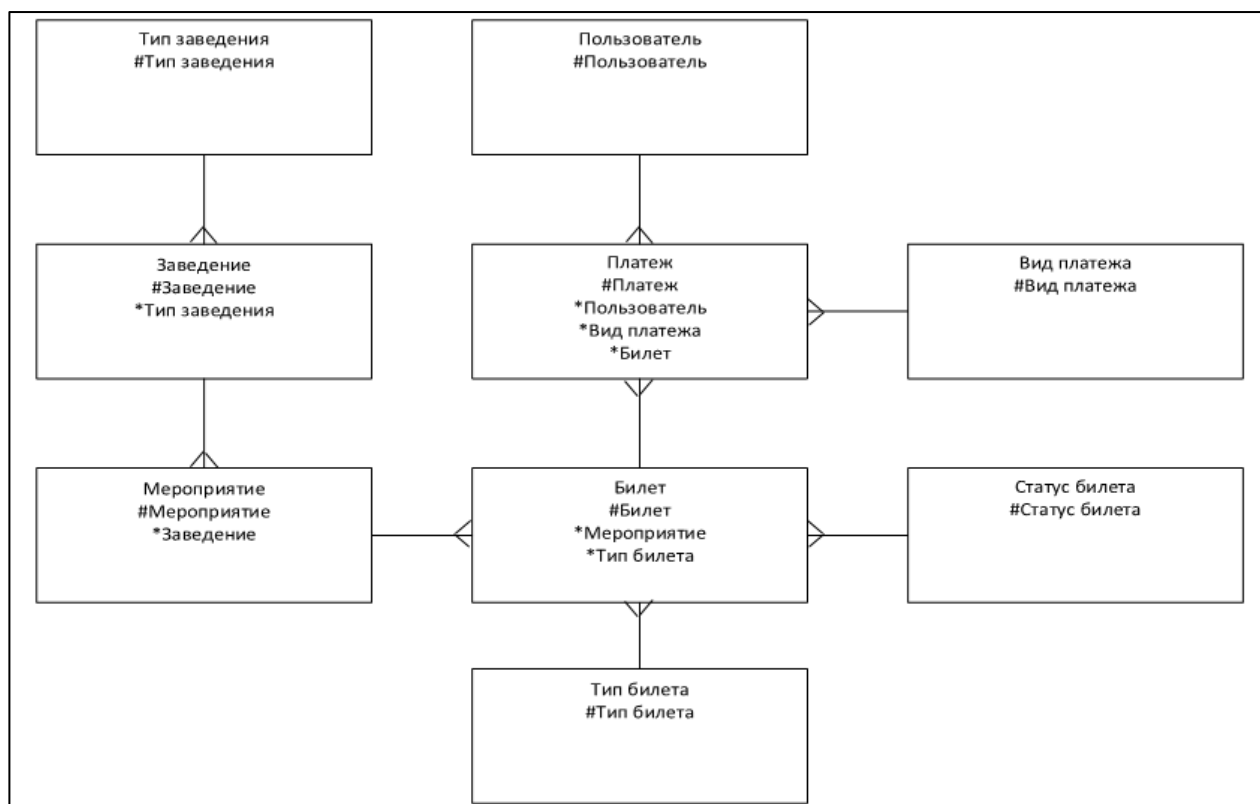 Тип заведения
#Тип заведения
Пользователь
#Пользователь
Заведение
#Заведение
*Тип заведения
Платеж
#Платеж
*Пользователь
*Вид платежа
*Билет
Вид платежа
#Вид платежа
Мероприятие
#Мероприятие
*Заведение
Билет
#Билет
*Мероприятие
*Тип билета
Статус билета
#Статус билета
Тип билета
#Тип билета